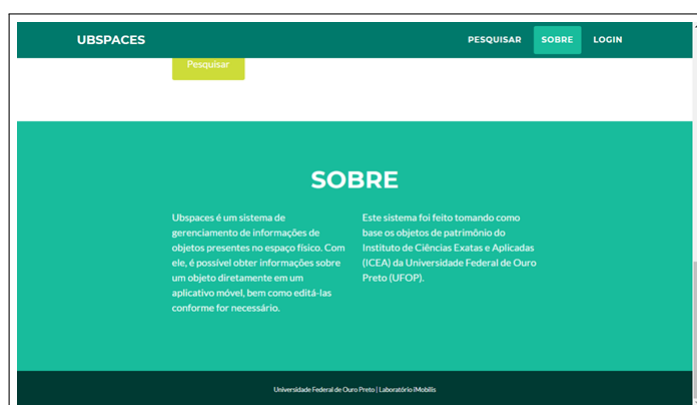 UBSPACES PESQUISAR SOBRE LOGIN
Pesquisar
SOBRE
Ubspaces é um sistema de
gerenciamento de informações de
objetos presentes no espaço físico. Com
ele, é possível obter informações sobre
um objeto diretamente em um
aplicativo móvel, bem como editá-las
conforme for necessário.
Este sistema foi feito tomando como
base os objetos de patrimônio do
Instituto de Ciências Exatas e Aplicadas
(ICEA) da Universidade Federal de Ouro
Preto (UFOP).
Universidade Federal de Ouro Preto | Laboratório iMobilis